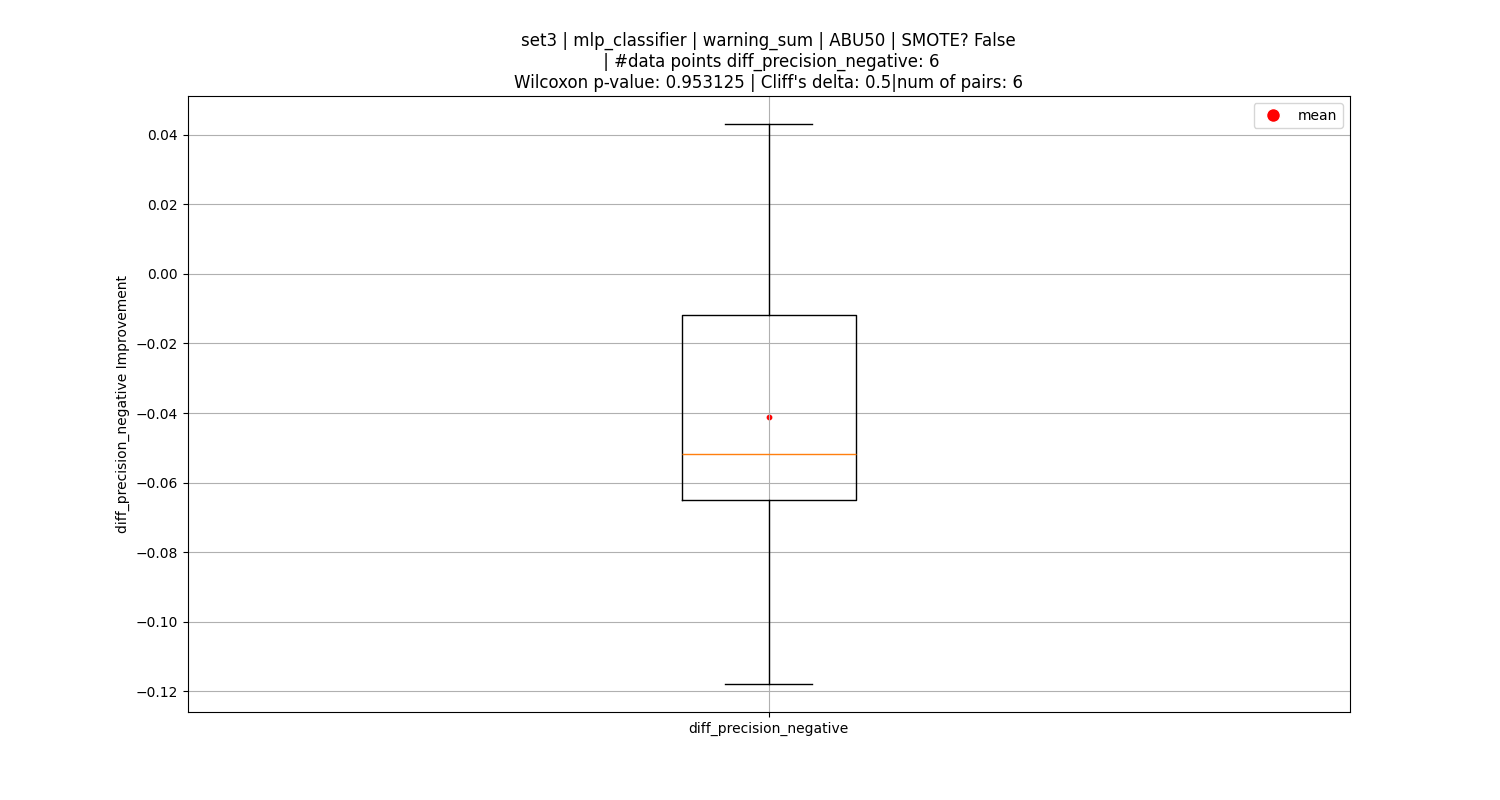 set3 | mlp_classifier | warning_sum | ABU50 | SMOTE? False
| #data points diff_precision_negative: 6
Wilcoxon p-value: 0.953125 | Cliff's delta: 0.5|num of pairs: 6
mean
0.04
0.02
0.00
−0.02
−0.04
−0.06
−0.08
−0.10
−0.12
diff_precision_negative Improvement
diff_precision_negative